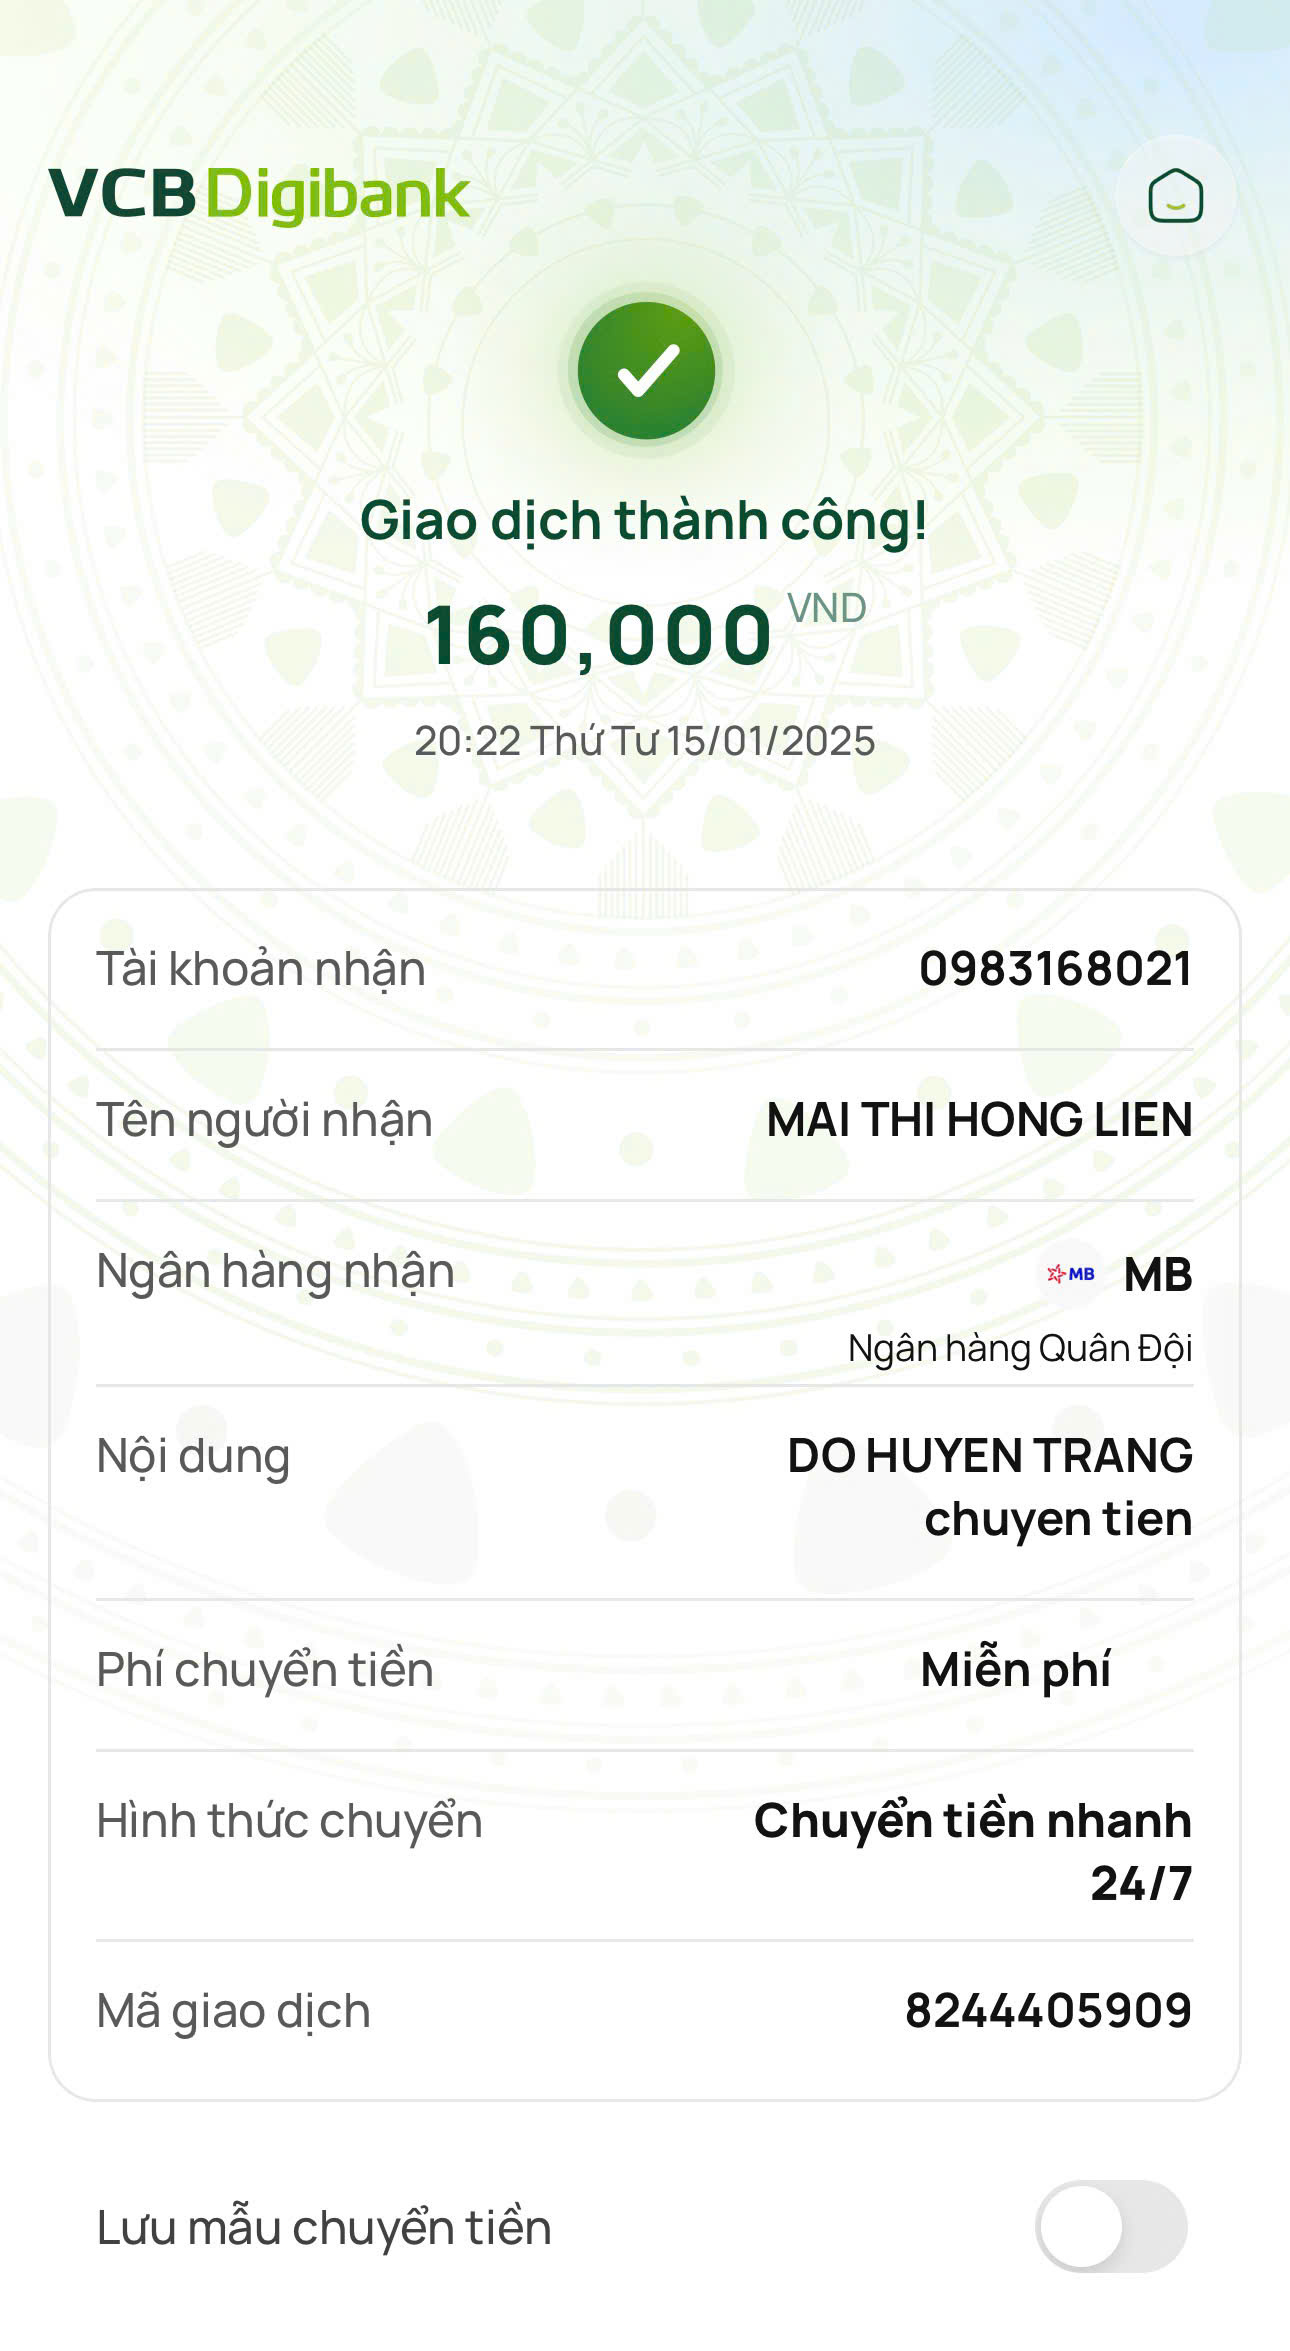 VCB Digibank
Giao dịch thành công!
160,000 VND
20:22 Thứ Tư 15/01/2025
Tài khoản nhận 0983168021
Tên người nhận MAI THI HONG LIEN
Ngân hàng nhận MB MB
Ngân hàng Quân Đội
Nội dung DO HUYEN TRANG
chuyen tien
Phí chuyển tiền Miễn phí
Hình thức chuyển Chuyển tiền nhanh
24/7
Mã giao dịch 8244405909
Lưu mẫu chuyển tiền